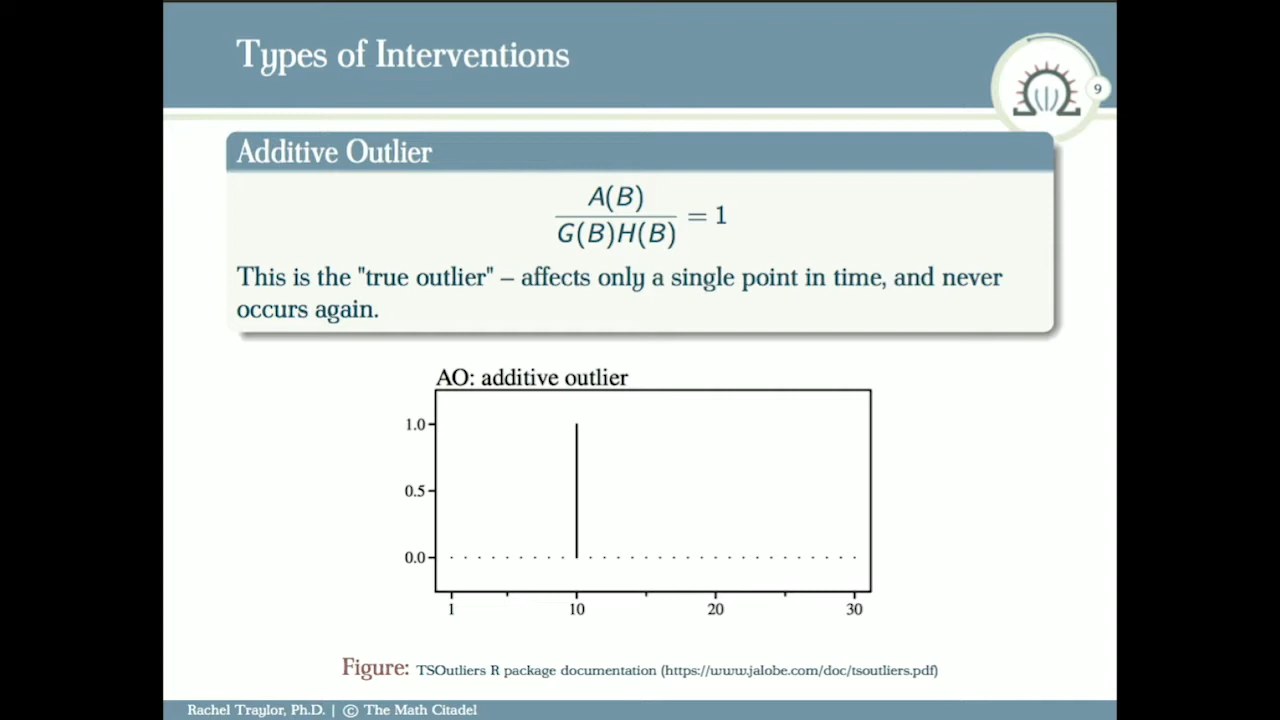 Types of Interventions
9
Additive Outlier
A(B)
G(B)H(B)
= 1
This is the "true outlier" – affects only a single point in time, and never
occurs again.
AO: additive outlier
1.0
0.5
0.0
1 10 20 30
Figure: TSOutliers R package documentation (https://www.jalobe.com/doc/tsoutliers.pdf)
Rachel Traylor, Ph.D. | © The Math Citadel